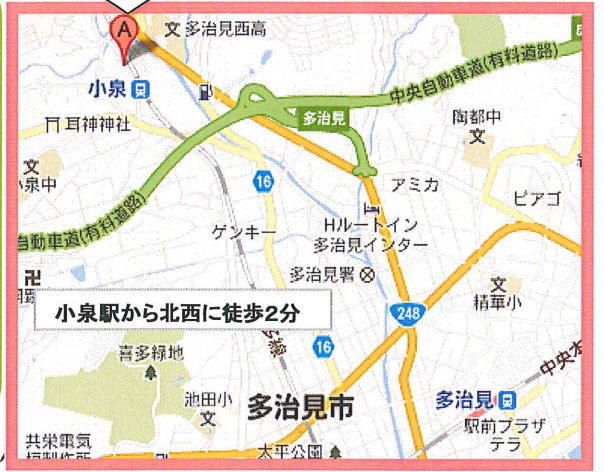 A
文 多治見西高
小泉
中央自動車道(有料道路)
多治見
陶都中
文
耳神神社
文
小泉中
16
アミカ
ピアゴ
自動車道(有料道路)
ゲンキー
Hルートイン
多治見インター
多治見署
文
精華小
小泉駅から北西に徒歩2分
248
線
16
喜多緑地
中央本
池田小
文
多治見市
多治見
駅前プラザ
テラ
共栄電気
太平公園